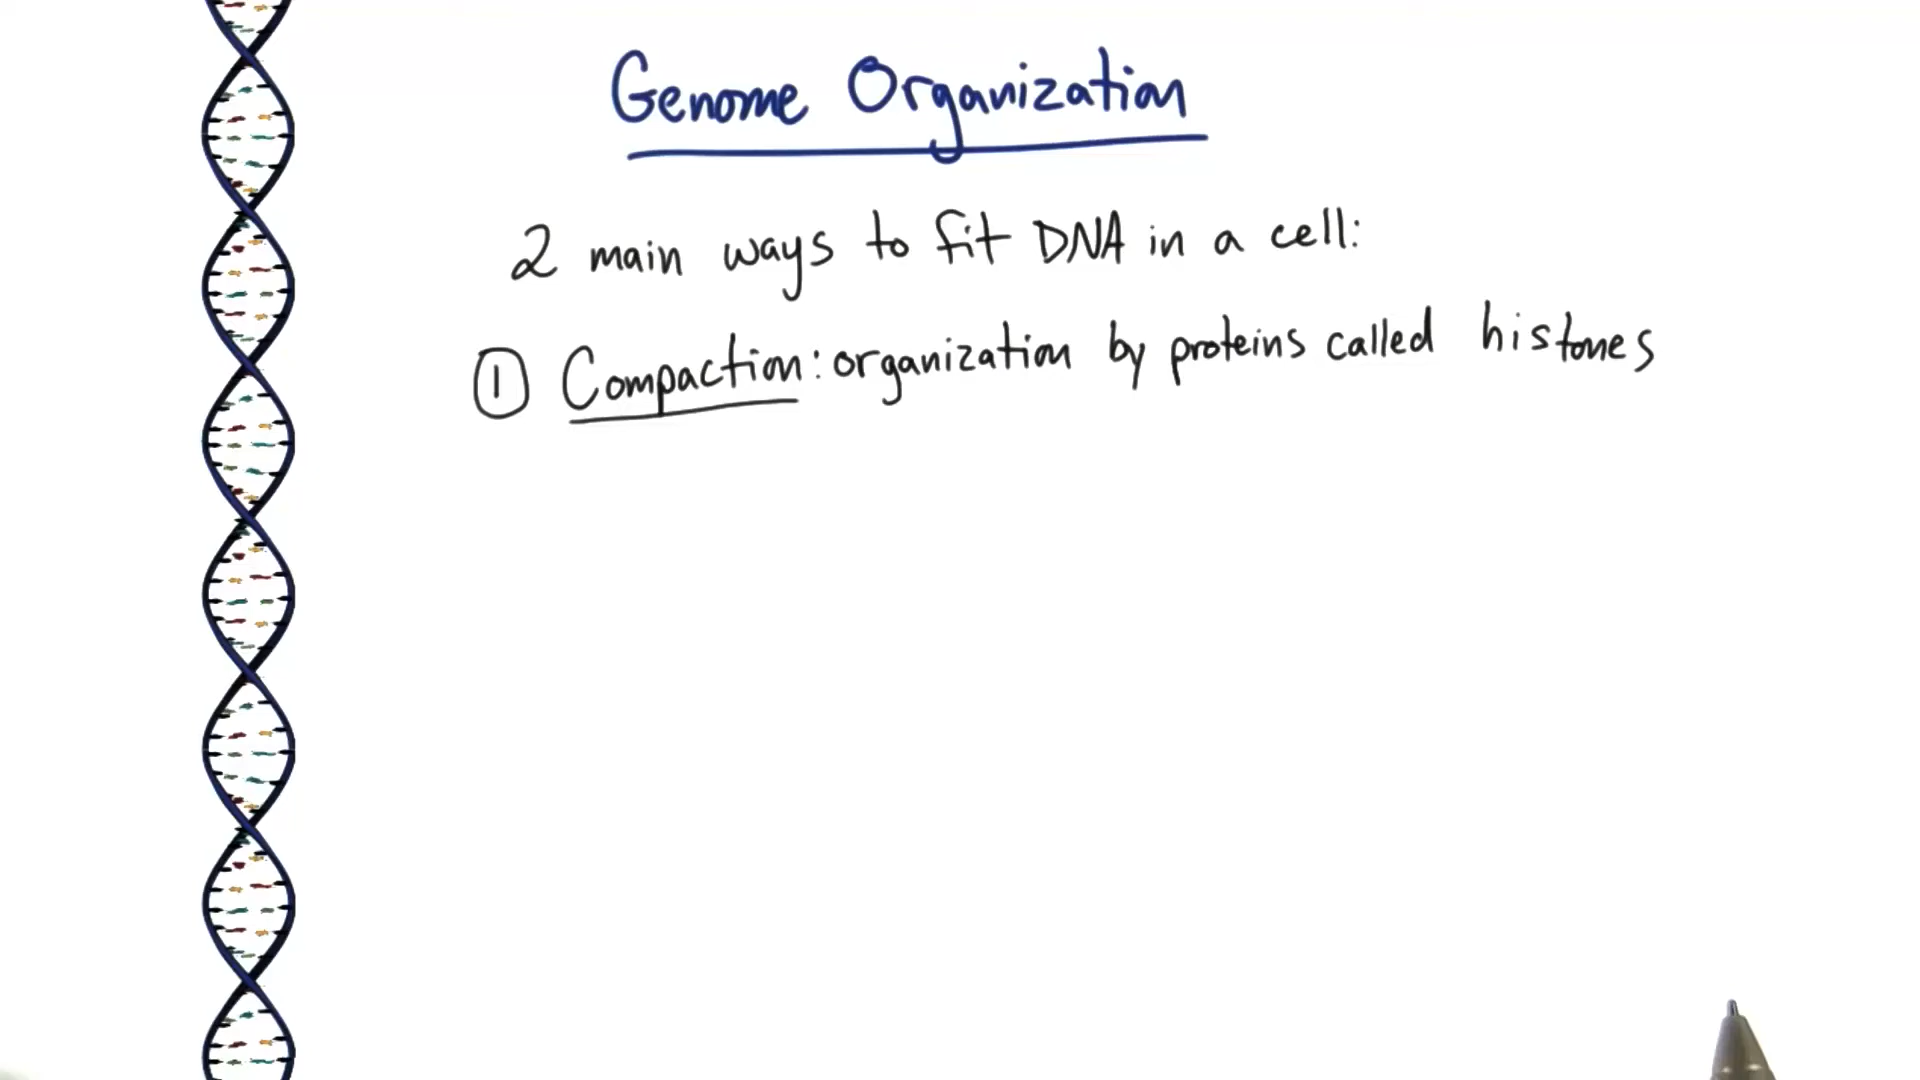 Genome Organization
2 main ways to fit DNA in a cell:
① Compaction: organization by proteins called histones